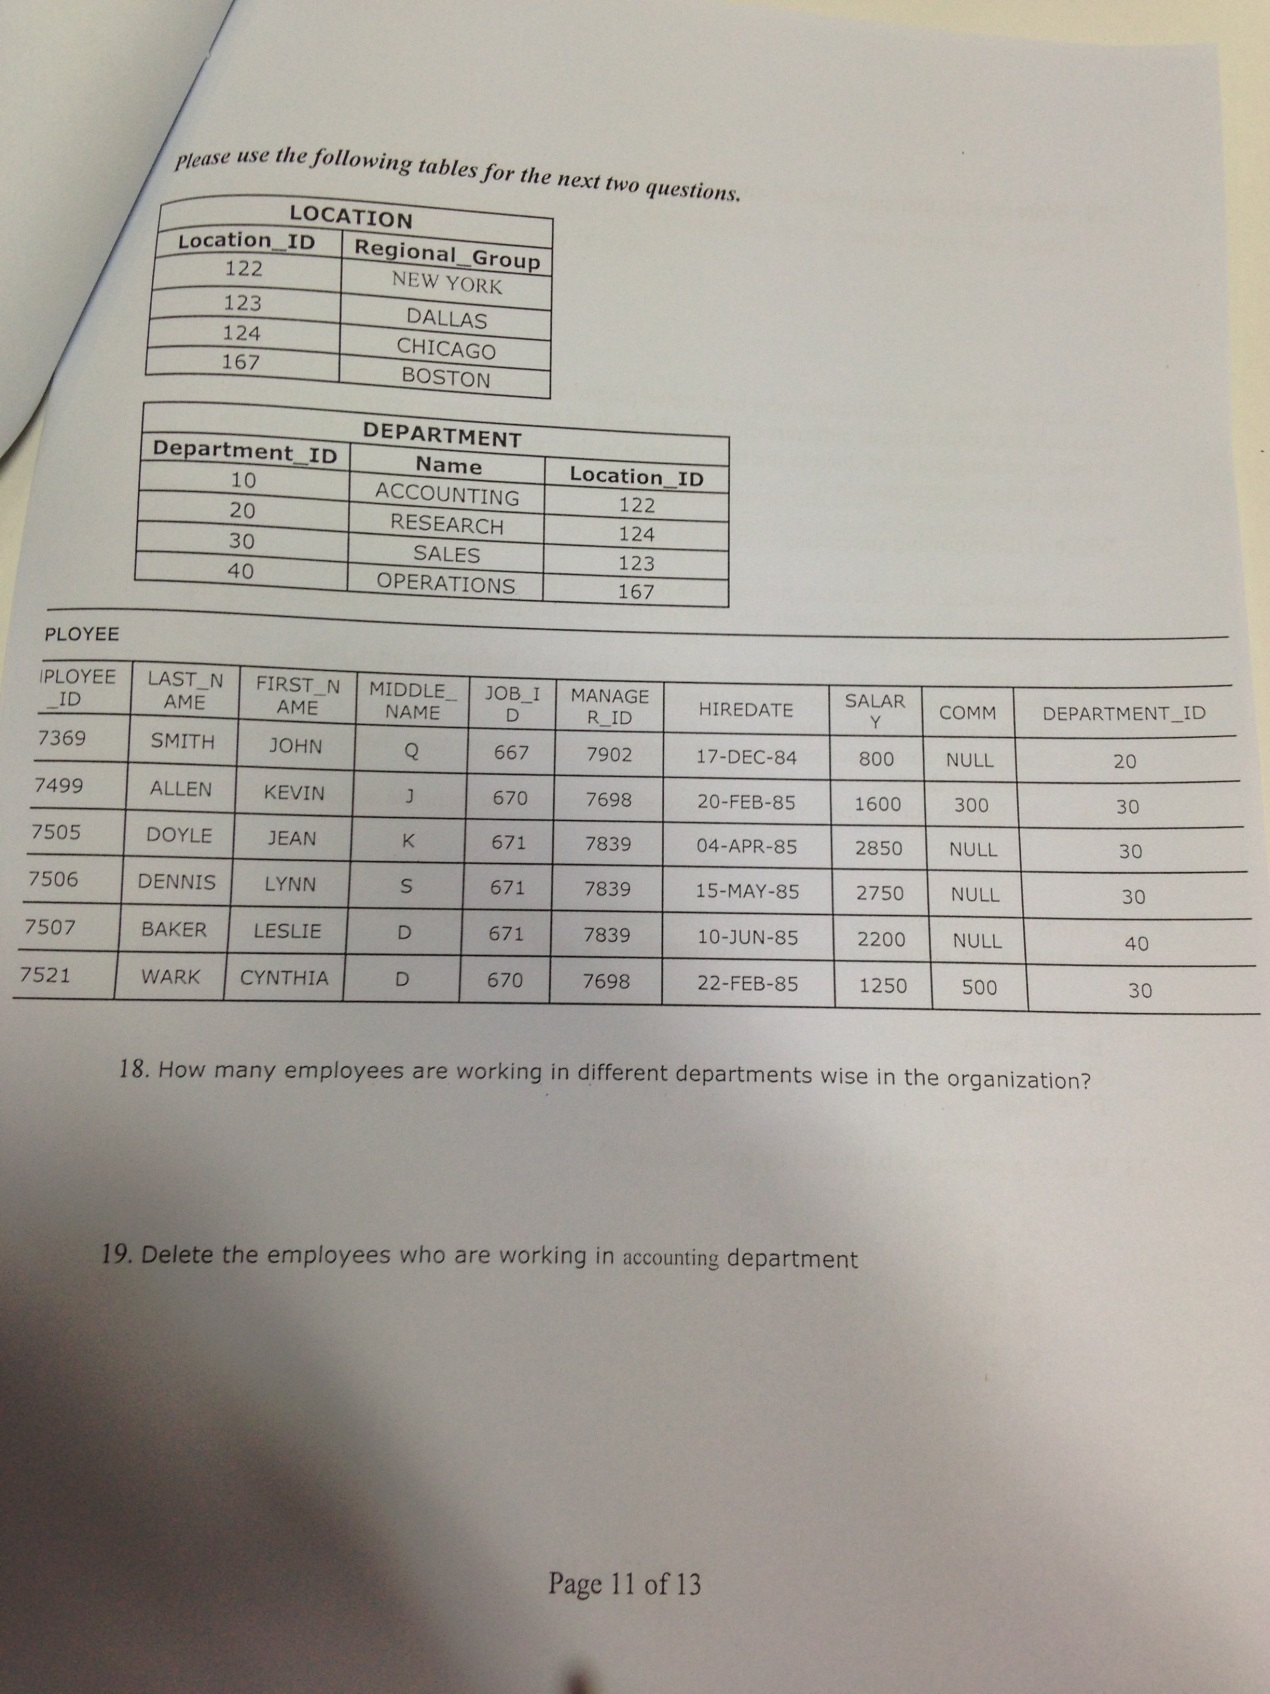 Please use the following tables for the next two questions.
LOCATION
Location_ID Regional_Group
122 NEW YORK
123 DALLAS
124 CHICAGO
167 BOSTON
DEPARTMENT
Department_ID Name Location_ID
10 ACCOUNTING 122
20 RESEARCH 124
30 SALES 123
40 OPERATIONS 167
PLOYEE
PLOYEE LAST_N FIRST_N MIDDLE_ JOB_I MANAGE HIREDATE SALAR COMM DEPARTMENT_ID
_ID AME AME NAME D R_ID Y
7369 SMITH JOHN Q 667 7902 17-DEC-84 800 NULL 20
7499 ALLEN KEVIN J 670 7698 20-FEB-85 1600 300 30
7505 DOYLE JEAN K 671 7839 04-APR-85 2850 NULL 30
7506 DENNIS LYNN S 671 7839 15-MAY-85 2750 NULL 30
7507 BAKER LESLIE D 671 7839 10-JUN-85 2200 NULL 40
7521 WARK CYNTHIA D 670 7698 22-FEB-85 1250 500 30
18. How many employees are working in different departments wise in the organization?
19. Delete the employees who are working in accounting department
Page 11 of 13